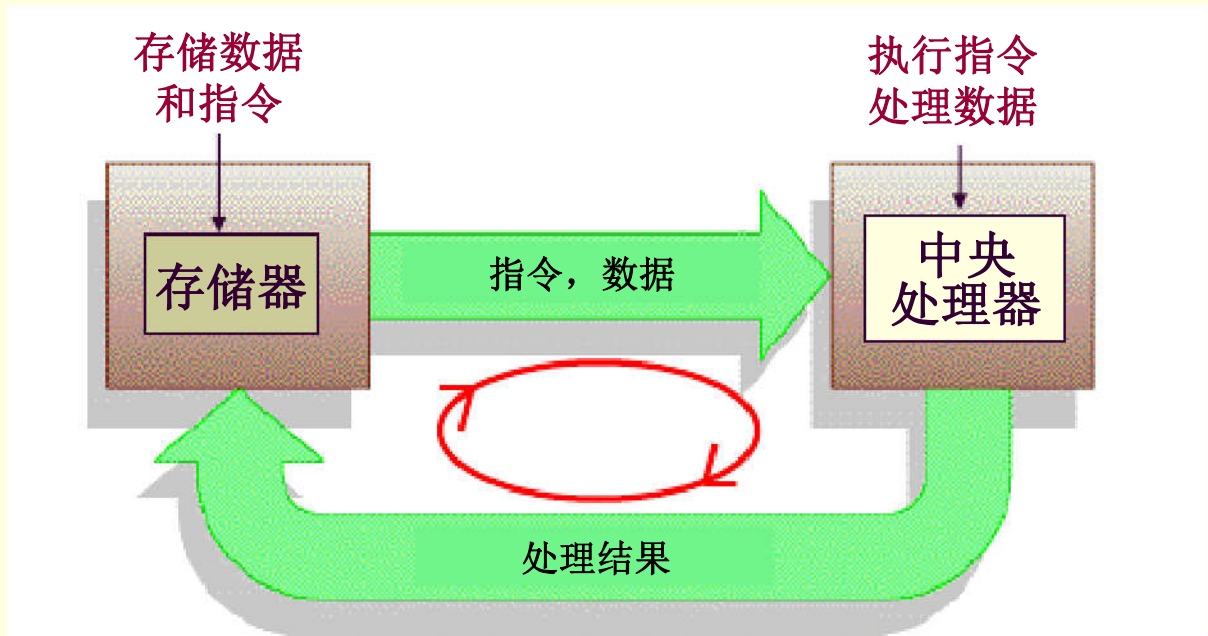 存储数据
和指令
执行指令
处理数据
存储器
指令，数据
中央
处理器
处理结果